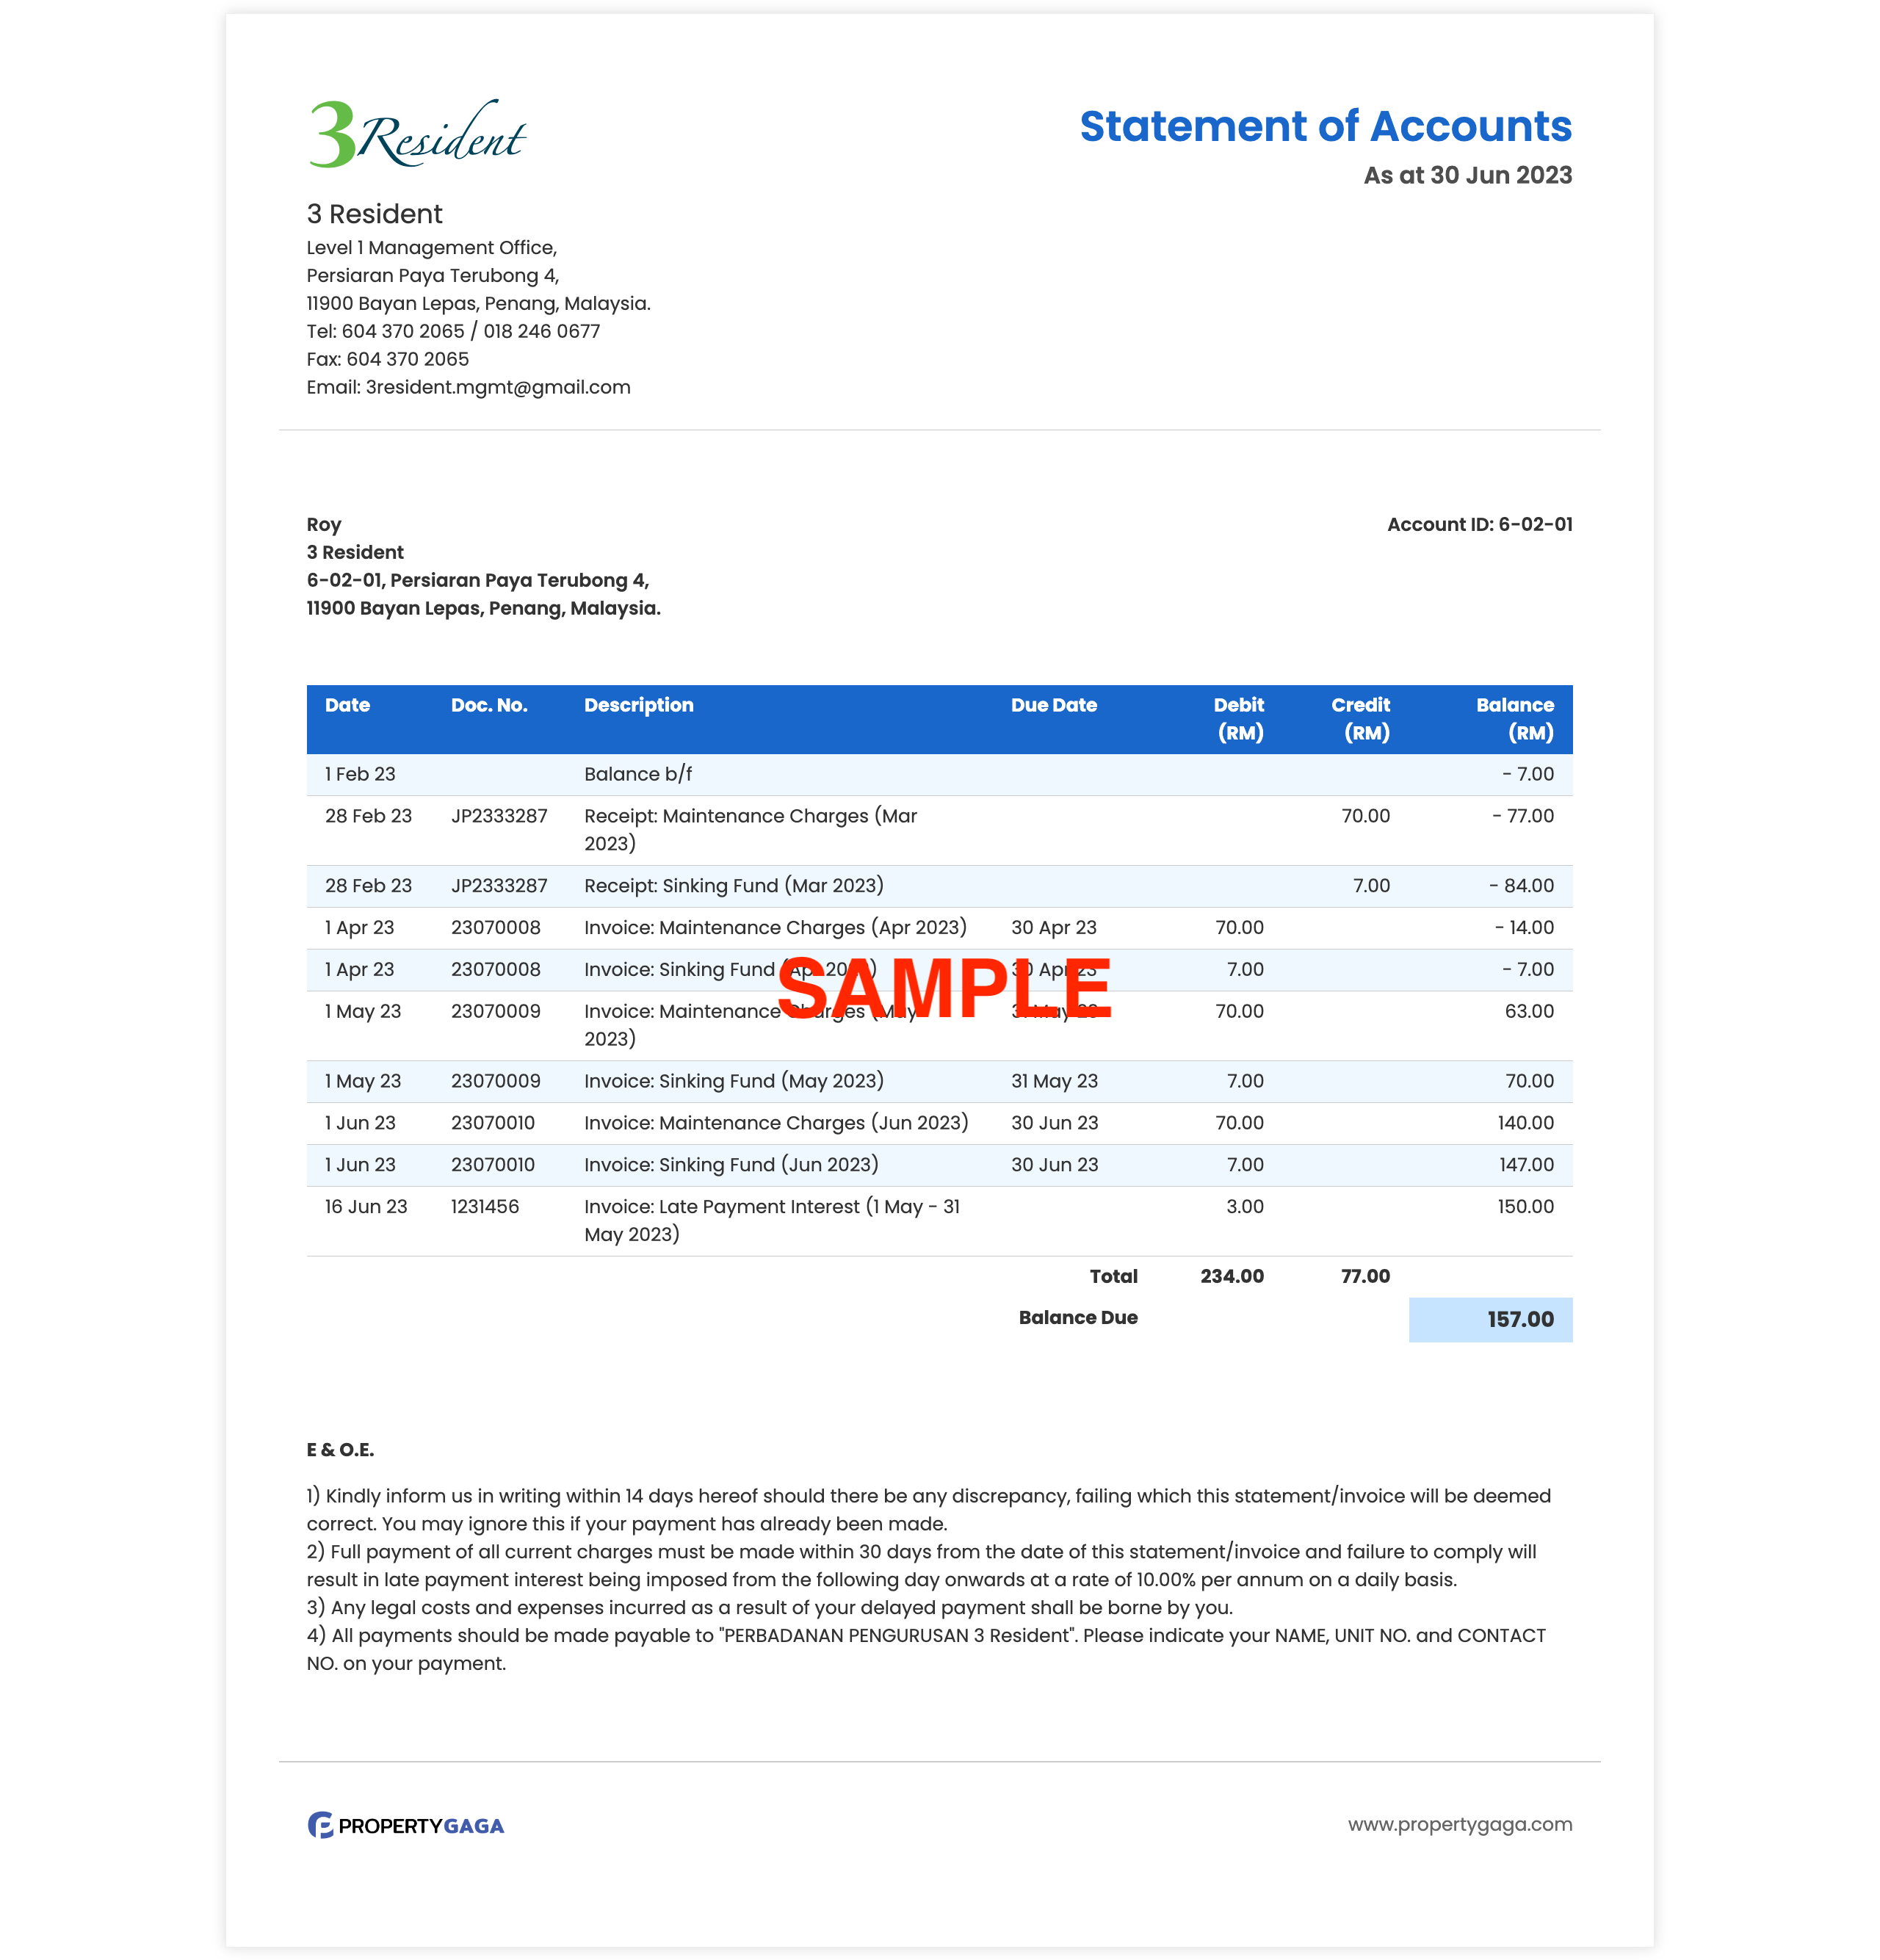 3 Resident
Statement of Accounts
As at 30 Jun 2023
3 Resident
Level 1 Management Office,
Persiaran Paya Terubong 4,
11900 Bayan Lepas, Penang, Malaysia.
Tel: 604 370 2065 / 018 246 0677
Fax: 604 370 2065
Email: 3resident.mgmt@gmail.com
Roy
Account ID: 6-02-01
3 Resident
6-02-01, Persiaran Paya Terubong 4,
11900 Bayan Lepas, Penang, Malaysia.
Date Doc. No. Description Due Date Debit Credit Balance
(RM) (RM) (RM)
1 Feb 23 Balance b/f - 7.00
28 Feb 23 JP2333287 Receipt: Maintenance Charges (Mar 70.00 - 77.00
2023)
28 Feb 23 JP2333287 Receipt: Sinking Fund (Mar 2023) 7.00 - 84.00
1 Apr 23 23070008 Invoice: Maintenance Charges (Apr 2023) 30 Apr 23 70.00 - 14.00
1 Apr 23 23070008 Invoice: Sinking Fund (Apr 2023) 30 Apr 23 7.00 - 7.00
SAMPLE
1 May 23 23070009 Invoice: Maintenance Charges (May 31 May 23 70.00 63.00
2023)
1 May 23 23070009 Invoice: Sinking Fund (May 2023) 31 May 23 7.00 70.00
1 Jun 23 23070010 Invoice: Maintenance Charges (Jun 2023) 30 Jun 23 70.00 140.00
1 Jun 23 23070010 Invoice: Sinking Fund (Jun 2023) 30 Jun 23 7.00 147.00
16 Jun 23 1231456 Invoice: Late Payment Interest (1 May - 31 3.00 150.00
May 2023)
Total 234.00 77.00
Balance Due 157.00
E & O.E.
1) Kindly inform us in writing within 14 days hereof should there be any discrepancy, failing which this statement/invoice will be deemed
correct. You may ignore this if your payment has already been made.
2) Full payment of all current charges must be made within 30 days from the date of this statement/invoice and failure to comply will
result in late payment interest being imposed from the following day onwards at a rate of 10.00% per annum on a daily basis.
3) Any legal costs and expenses incurred as a result of your delayed payment shall be borne by you.
4) All payments should be made payable to "PERBADANAN PENGURUSAN 3 Resident". Please indicate your NAME, UNIT NO. and CONTACT
NO. on your payment.
PROPERTYGAGA
www.propertygaga.com